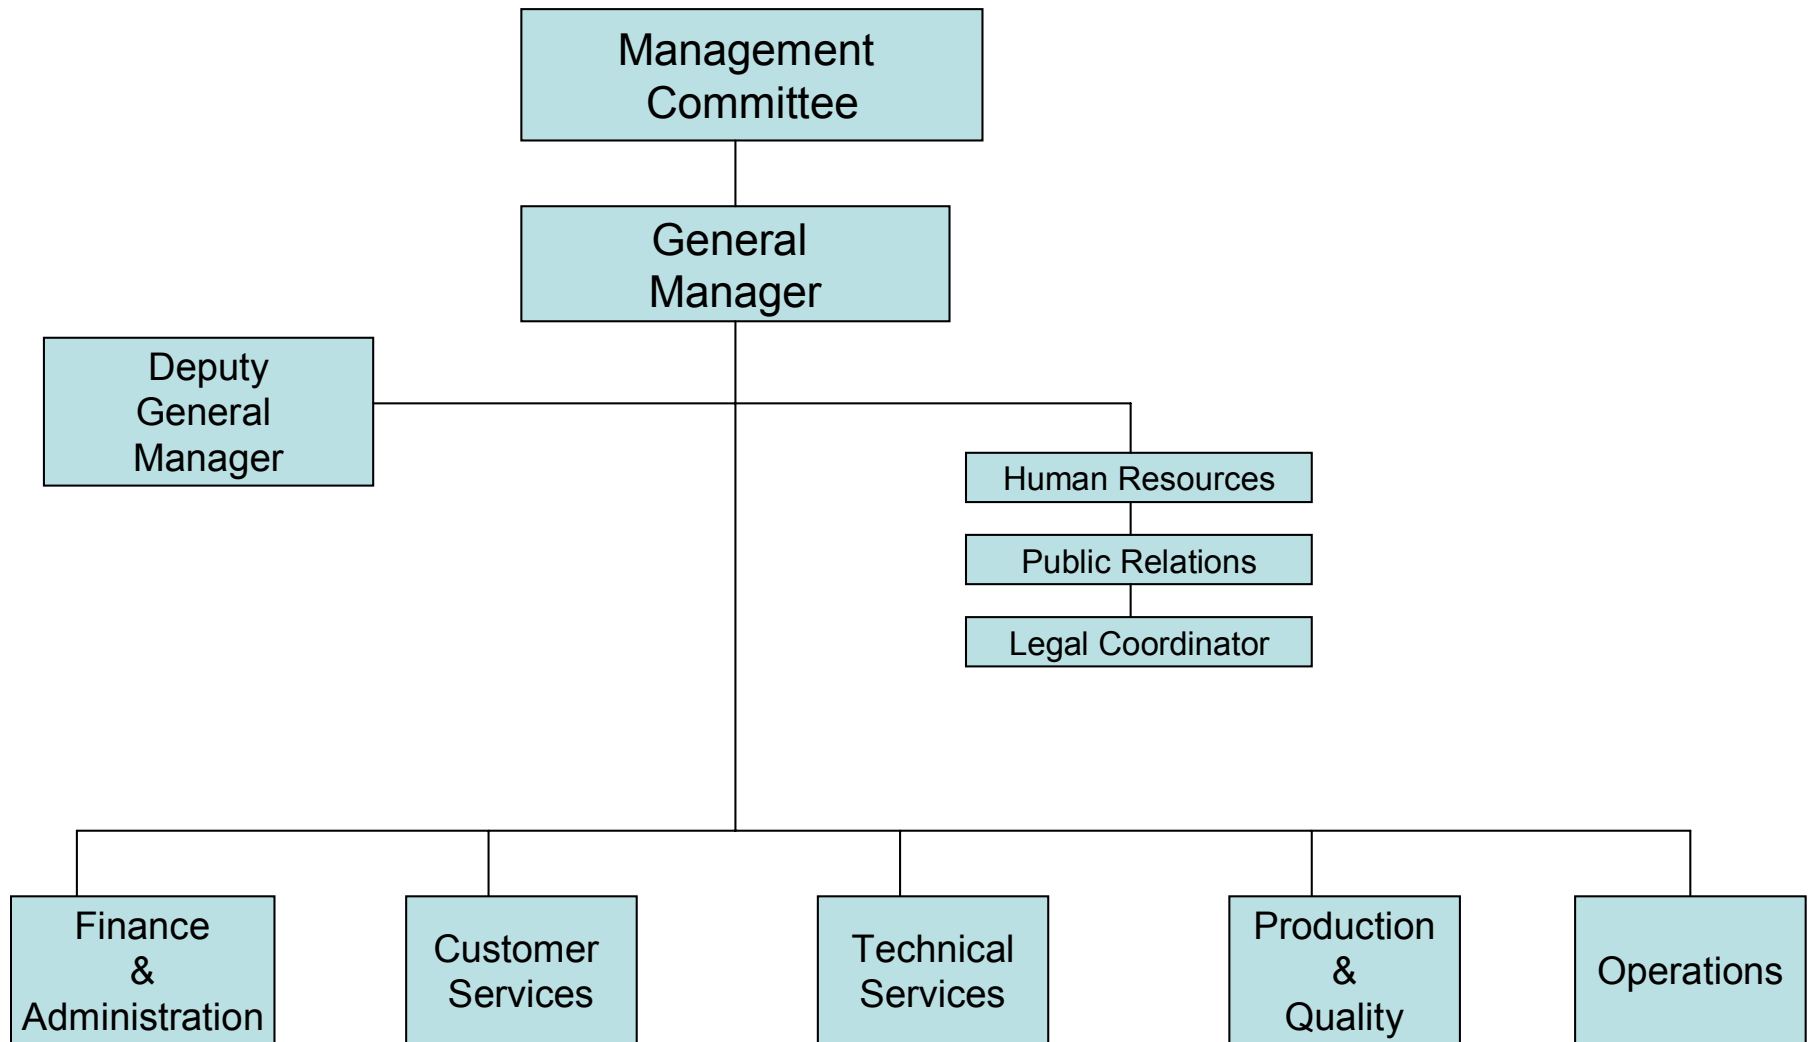 Management
Committee
General
Manager
Deputy
General
Manager
Human Resources
Public Relations
Legal Coordinator
Finance
&
Administration
Customer
Services
Technical
Services
Production
&
Quality
Operations